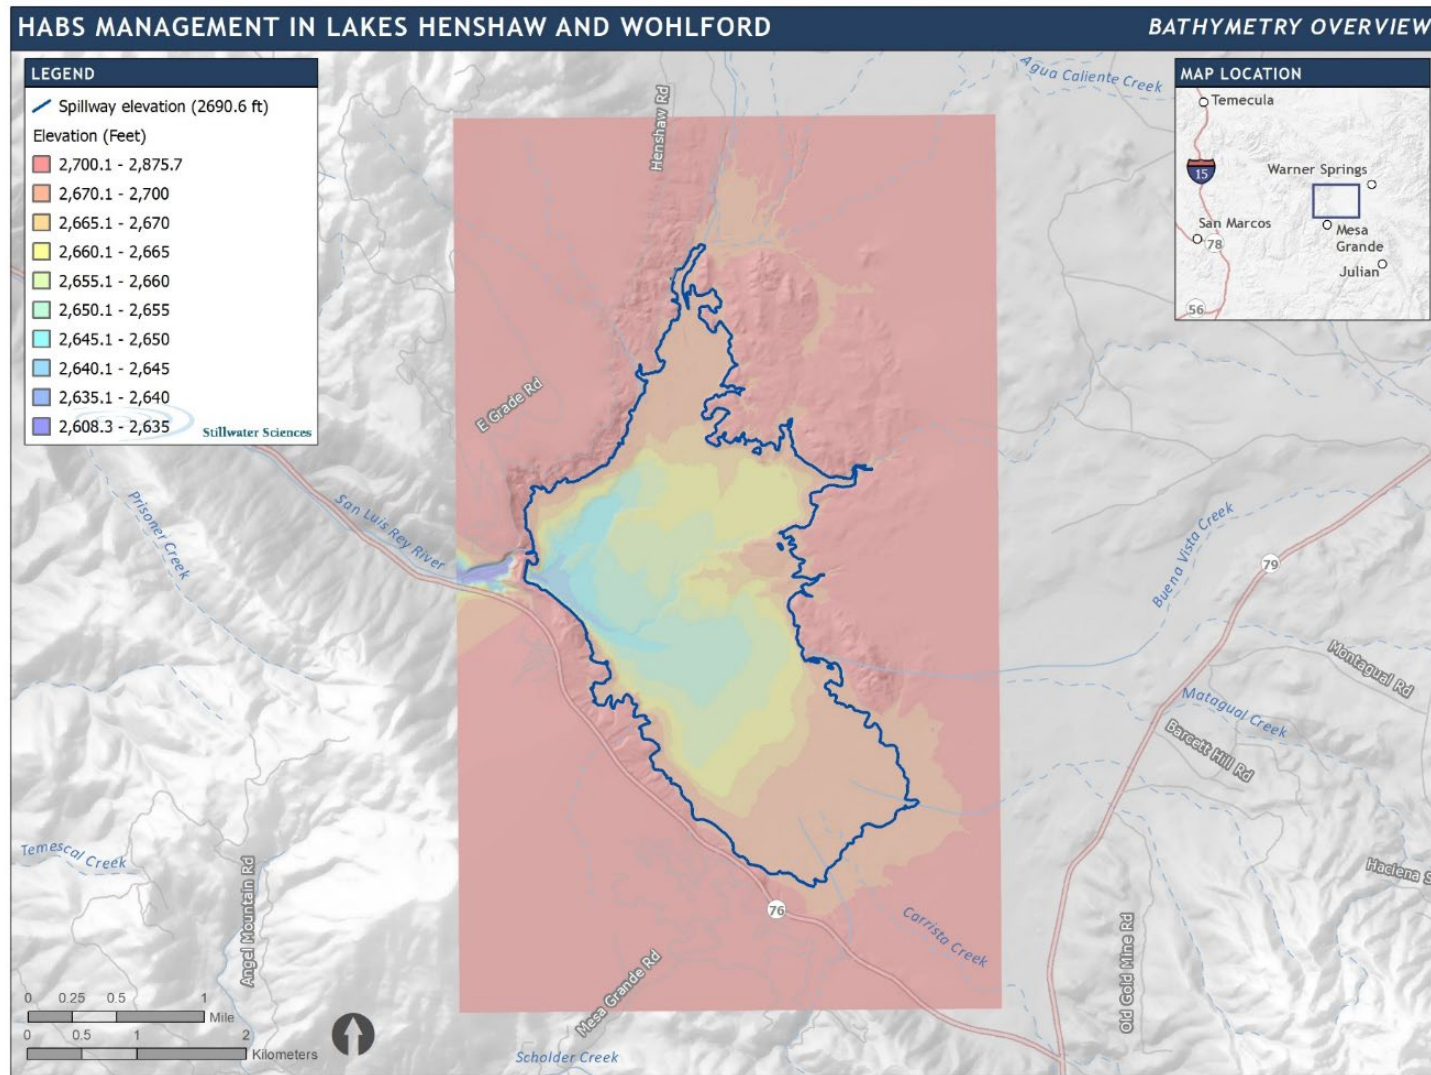 HABS MANAGEMENT IN LAKES HENSHAW AND WOHLFORD
BATHYMETRY OVERVIEW
LEGEND
Spillway elevation (2690.6 ft)
Elevation (Feet)
2,700.1 - 2,875.7
2,670.1 - 2,700
2,665.1 - 2,670
2,660.1 - 2,665
2,655.1 - 2,660
2,650.1 - 2,655
2,645.1 - 2,650
2,640.1 - 2,645
2,635.1 - 2,640
2,608.3 - 2,635
Stillwater Sciences
MAP LOCATION
Temecula
15
Warner Springs
San Marcos
78
Mesa
Grande
Julian
56
Agua Caliente Creek
Henshaw Rd
E Grade Rd
San Luis Rey River
Prisoner Creek
Buena Vista Creek
79
Montagual Rd
Matagual Creek
Barcett Hill Rd
Temescal Creek
Angel Mountain Rd
Haclena S
76
Carrista Creek
Old Gold Mine Rd
Mesa Grande Rd
Scholder Creek
0 0.25 0.5 1
Mile
0 0.5 1 2
Kilometers